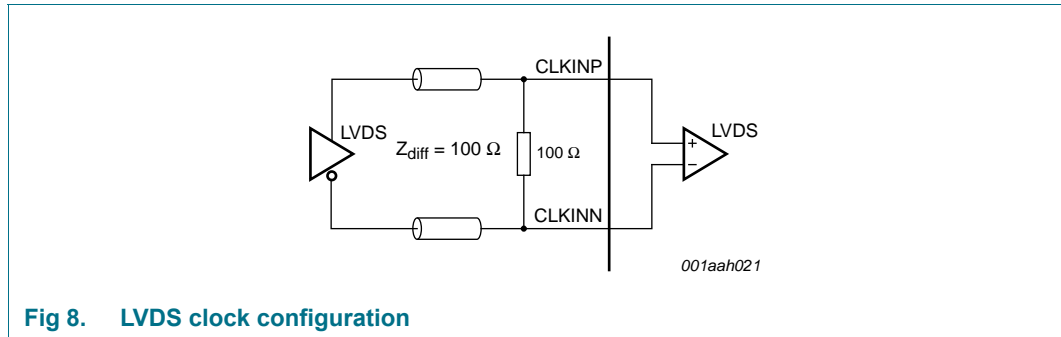 CLKINP
LVDS
LVDS
+
Zdiff = 100 Ω
100 Ω
−
CLKINN
001aah021
Fig 8. LVDS clock configuration